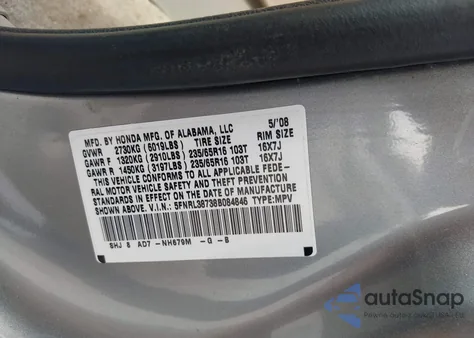 MFD. BY HONDA MFG. OF ALABAMA, LLC 5/'08
GVWR 2730KG (6019LBS) TIRE SIZE RIM SIZE
GAWR F 1320KG (2910LBS) 235/65R16 103T 16X7J
GAWR R 1450KG (3197LBS) 235/65R16 103T 16X7J
THIS VEHICLE CONFORMS TO ALL APPLICABLE FEDE-
RAL MOTOR VEHICLE SAFETY AND THEFT PREVENTION
STANDARDS IN EFFECT ON THE DATE OF MANUFACTURE
SHOWN ABOVE. V.I.N.: 5FNRL38738B084846 TYPE:MPV
SHJ 8 AD7 -NH679M -G -B
autoSnap